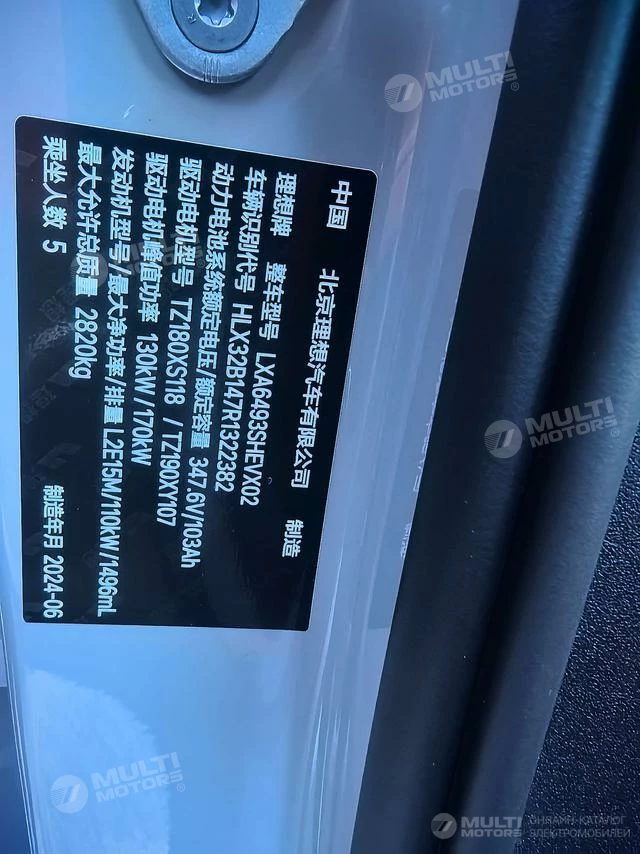 中国 北京理想汽车有限公司 制造
理想牌 整车型号 LXA6493SHEVX02
车辆识别代号 HLX32B147R1322382
动力电池系统额定电压/额定容量 347.6V/103Ah
驱动电机型号 TZ180XS118 / TZ190XY107
驱动电机峰值功率 130kW/170kW
发动机型号/最大净功率/排量 L2E15M/110kW/1496mL
最大允许总质量 2820kg
乘坐人数 5 制造年月 2024-06
MULTI
MOTORS®
MULTI
MOTORS®
MULTI
MOTORS®
MULTI
MOTORS®
ОНЛАЙН-КАТАЛОГ
ЭЛЕКТРОМОБИЛЕЙ